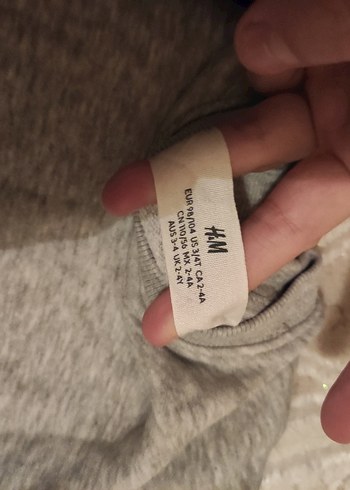 H&M
EUR 98/104 US 3/4T CA 2-4A
CN 110/56 MX 2-4A
AUS 3-4 UK 2-4Y